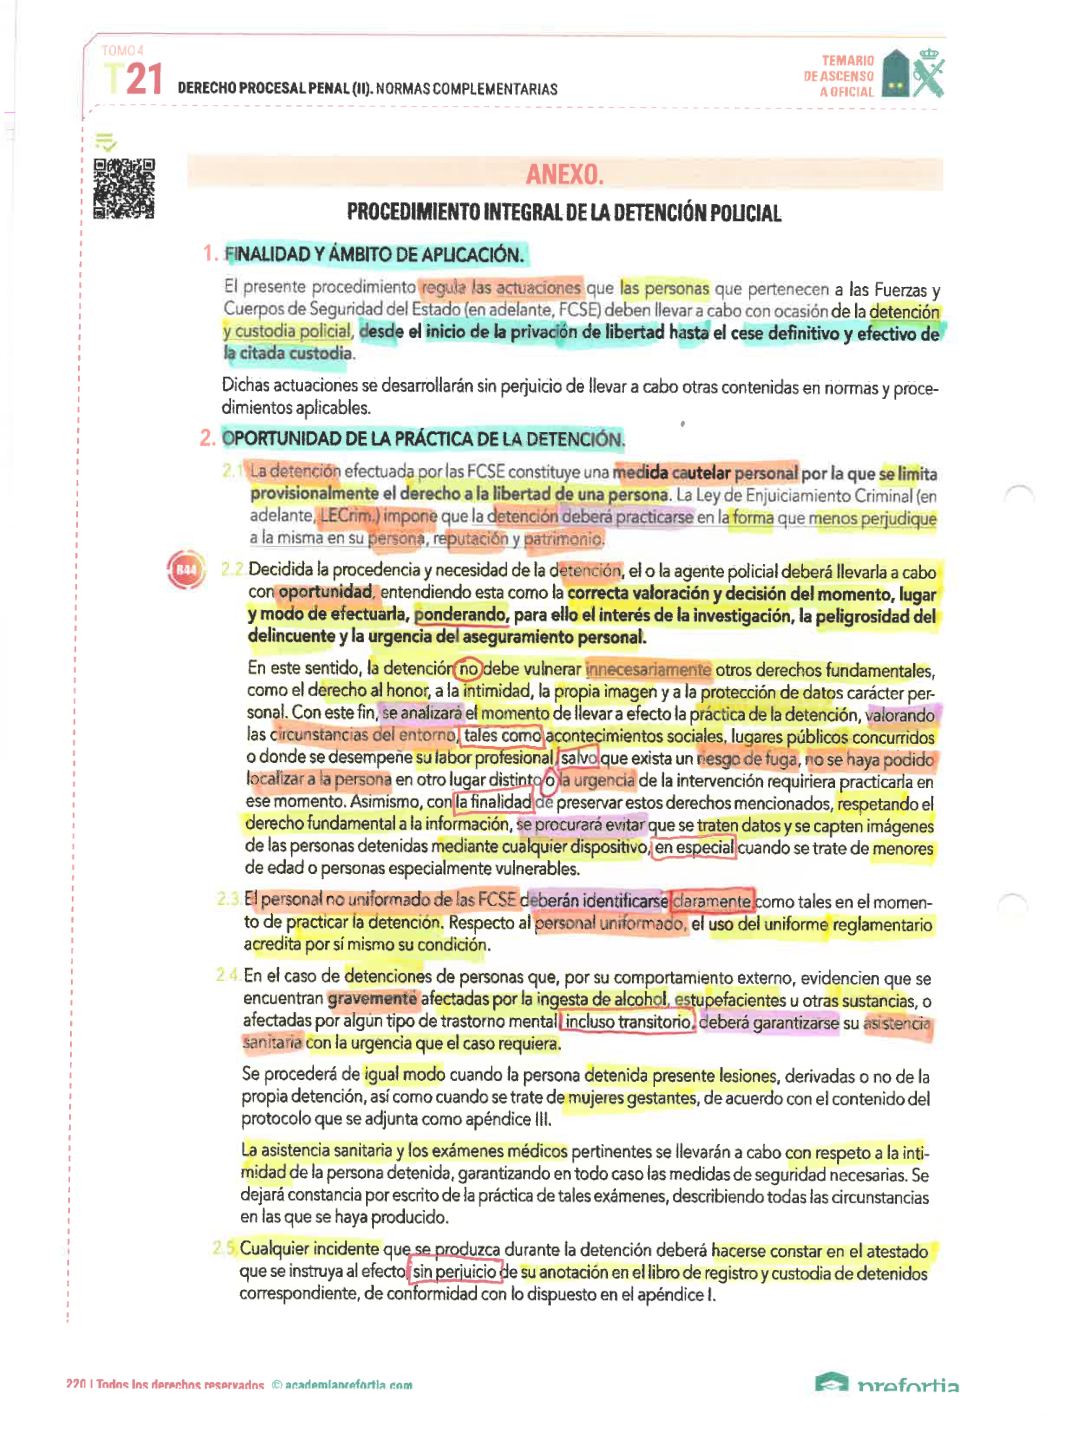 TOMO 4
T21 DERECHO PROCESAL PENAL (II). NORMAS COMPLEMENTARIAS
TEMARIO
DE ASCENSO
A OFICIAL
ANEXO.
PROCEDIMIENTO INTEGRAL DE LA DETENCIÓN POLICIAL
1. FINALIDAD Y ÁMBITO DE APLICACIÓN.
El presente procedimiento regula las actuaciones que las personas que pertenecen a las Fuerzas y
Cuerpos de Seguridad del Estado (en adelante, FCSE) deben llevar a cabo con ocasión de la detención
y custodia policial, desde el inicio de la privación de libertad hasta el cese definitivo y efectivo de
la citada custodia.
Dichas actuaciones se desarrollarán sin perjuicio de llevar a cabo otras contenidas en normas y proce-
dimientos aplicables.
2. OPORTUNIDAD DE LA PRÁCTICA DE LA DETENCIÓN.
2.1 La detención efectuada por las FCSE constituye una medida cautelar personal por la que se limita
provisionalmente el derecho a la libertad de una persona. La Ley de Enjuiciamiento Criminal (en
adelante, LECrim.) impone que la detención deberá practicarse en la forma que menos perjudique
a la misma en su persona, reputación y patrimonio.
R44
2.2 Decidida la procedencia y necesidad de la detención, el o la agente policial deberá llevarla a cabo
con oportunidad, entendiendo esta como la correcta valoración y decisión del momento, lugar
y modo de efectuarla, ponderando, para ello el interés de la investigación, la peligrosidad del
delincuente y la urgencia del aseguramiento personal.
En este sentido, la detención no debe vulnerar innecesariamente otros derechos fundamentales,
como el derecho al honor, a la intimidad, la propia imagen y a la protección de datos carácter per-
sonal. Con este fin, se analizará el momento de llevar a efecto la práctica de la detención, valorando
las circunstancias del entorno, tales como acontecimientos sociales, lugares públicos concurridos
o donde se desempeñe su labor profesional, salvo que exista un riesgo de fuga, no se haya podido
localizar a la persona en otro lugar distinto o la urgencia de la intervención requiriera practicarla en
ese momento. Asimismo, con la finalidad de preservar estos derechos mencionados, respetando el
derecho fundamental a la información, se procurará evitar que se traten datos y se capten imágenes
de las personas detenidas mediante cualquier dispositivo, en especial cuando se trate de menores
de edad o personas especialmente vulnerables.
2.3 El personal no uniformado de las FCSE deberán identificarse claramente como tales en el momen-
to de practicar la detención. Respecto al personal uniformado, el uso del uniforme reglamentario
acredita por sí mismo su condición.
2.4 En el caso de detenciones de personas que, por su comportamiento externo, evidencien que se
encuentran gravemente afectadas por la ingesta de alcohol, estupefacientes u otras sustancias, o
afectadas por algún tipo de trastorno mental incluso transitorio, deberá garantizarse su asistencia
sanitaria con la urgencia que el caso requiera.
Se procederá de igual modo cuando la persona detenida presente lesiones, derivadas o no de la
propia detención, así como cuando se trate de mujeres gestantes, de acuerdo con el contenido del
protocolo que se adjunta como apéndice III.
La asistencia sanitaria y los exámenes médicos pertinentes se llevarán a cabo con respeto a la inti-
midad de la persona detenida, garantizando en todo caso las medidas de seguridad necesarias. Se
dejará constancia por escrito de la práctica de tales exámenes, describiendo todas las circunstancias
en las que se haya producido.
2.5 Cualquier incidente que se produzca durante la detención deberá hacerse constar en el atestado
que se instruya al efecto sin perjuicio de su anotación en el libro de registro y custodia de detenidos
correspondiente, de conformidad con lo dispuesto en el apéndice I.
220 | Todos los derechos reservados © academiaprefortia.com
prefortia